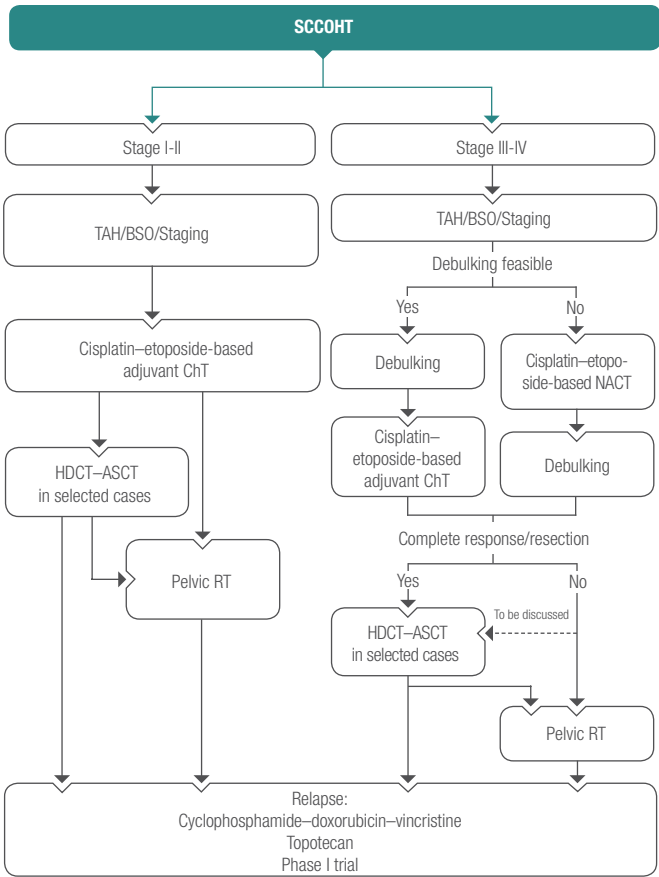 SCCOHT
Stage I-II
Stage III-IV
TAH/BSO/Staging
TAH/BSO/Staging
Debulking feasible
Yes
No
Cisplatin–etoposide-based
adjuvant ChT
Debulking
Cisplatin–etopo-
side-based NACT
Cisplatin–
etoposide-based
adjuvant ChT
Debulking
HDCT–ASCT
in selected cases
Complete response/resection
Pelvic RT
Yes
No
To be discussed
HDCT–ASCT
in selected cases
Pelvic RT
Relapse:
Cyclophosphamide–doxorubicin–vincristine
Topotecan
Phase I trial